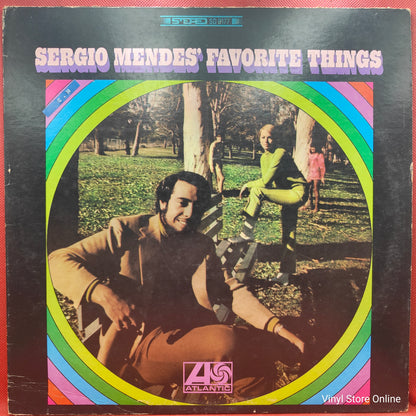 STEREO SD 8177
SERGIO MENDES' FAVORITE THINGS
ATLANTIC
Vinyl Store Online